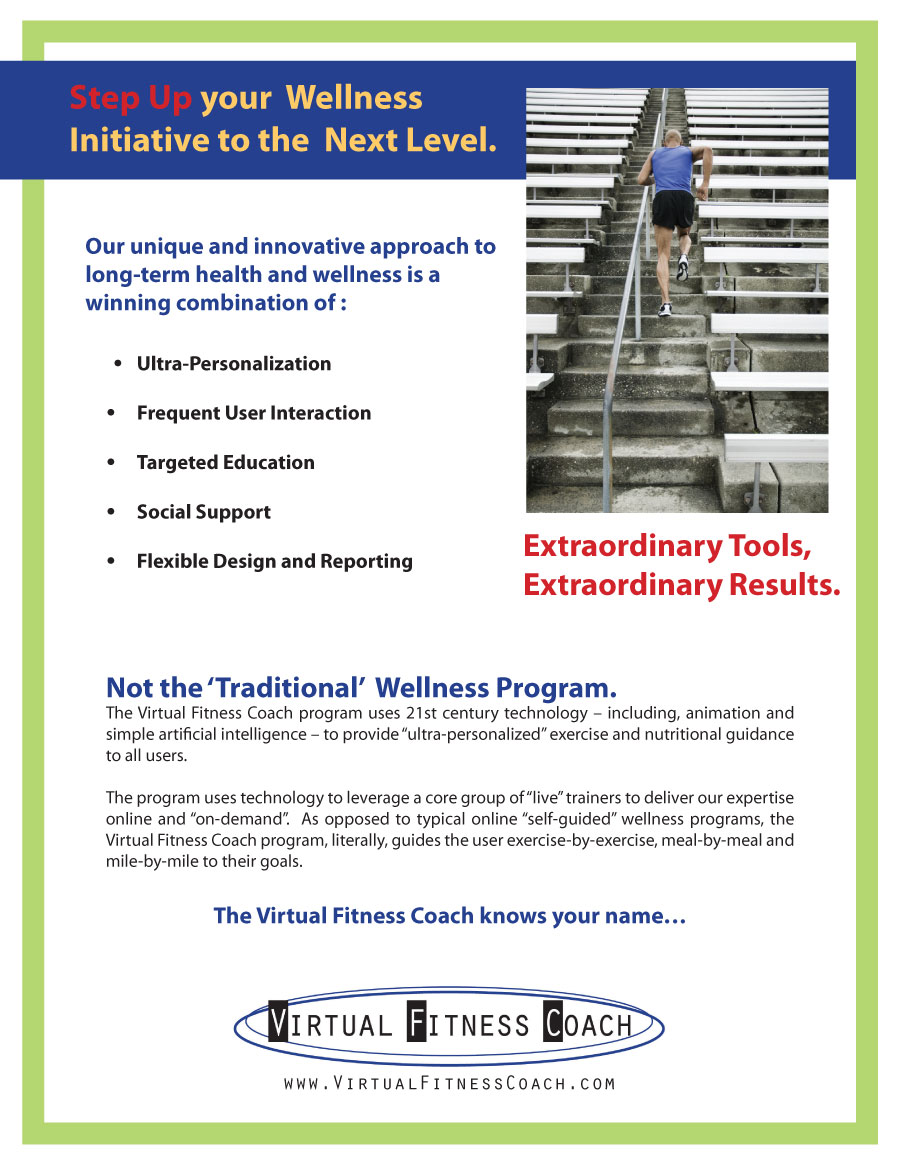 Step Up your Wellness
Initiative to the Next Level.
Our unique and innovative approach to
long-term health and wellness is a
winning combination of :
• Ultra-Personalization
• Frequent User Interaction
• Targeted Education
• Social Support
• Flexible Design and Reporting
Extraordinary Tools,
Extraordinary Results.
Not the ‘Traditional’ Wellness Program.
The Virtual Fitness Coach program uses 21st century technology – including, animation and
simple artificial intelligence – to provide “ultra-personalized” exercise and nutritional guidance
to all users.
The program uses technology to leverage a core group of “live” trainers to deliver our expertise
online and “on-demand”. As opposed to typical online “self-guided” wellness programs, the
Virtual Fitness Coach program, literally, guides the user exercise-by-exercise, meal-by-meal and
mile-by-mile to their goals.
The Virtual Fitness Coach knows your name…
Virtual Fitness Coach
www.VirtualFitnessCoach.com